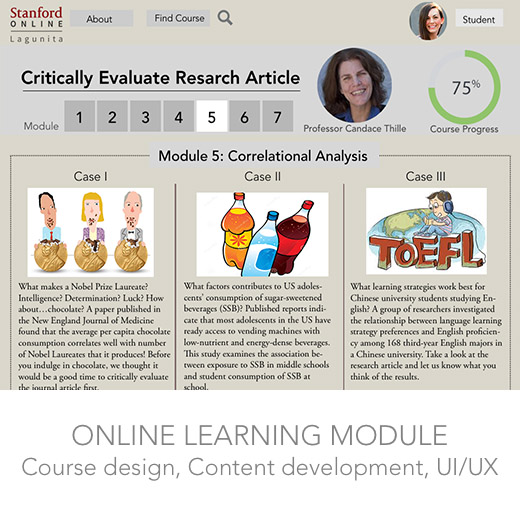 Stanford
ONLINE
Lagunita
About
Find Course
Student
Critically Evaluate Resarch Article
Module 1 2 3 4 5 6 7
Professor Candace Thille
75%
Course Progress
Module 5: Correlational Analysis
Case I
What makes a Nobel Prize Laureate?
Intelligence? Determination? Luck? How
about…chocolate? A paper published in
the New England Journal of Medicine
found that the average per capita chocolate
consumption correlates well with number
of Nobel Laureates that it produces! Before
you indulge in chocolate, we thought it
would be a good time to critically evaluate
the journal article first.
Case II
What factors contributes to US adoles-
cents’ consumption of sugar-sweetened
beverages (SSB)? Published reports indi-
cate that most adolescents in the US have
ready access to vending machines with
low-nutrient and energy-dense beverages.
This study examines the association be-
tween exposure to SSB in middle schools
and student consumption of SSB at
school.
Case III
TOEFL
What learning strategies work best for
Chinese university students studying En-
glish? A group of researchers investigated
the relationship between language learning
strategy preferences and English proficien-
cy among 168 third-year English majors in
a Chinese university. Take a look at the
research article and let us know what you
think of the results.
ONLINE LEARNING MODULE
Course design, Content development, UI/UX